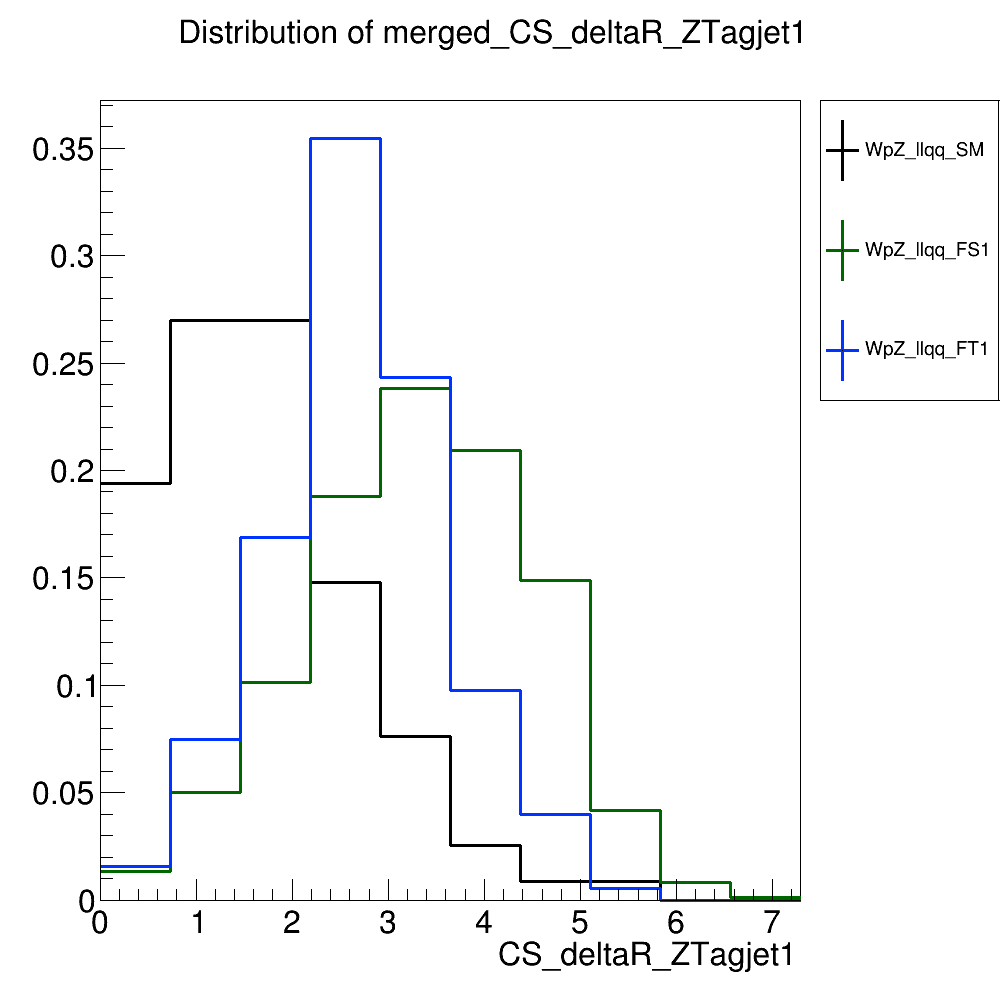 Distribution of merged_CS_deltaR_ZTagjet1
WpZ_llqq_SM
WpZ_llqq_FS1
WpZ_llqq_FT1
0.35
0.3
0.25
0.2
0.15
0.1
0.05
0
0 1 2 3 4 5 6 7
CS_deltaR_ZTagjet1